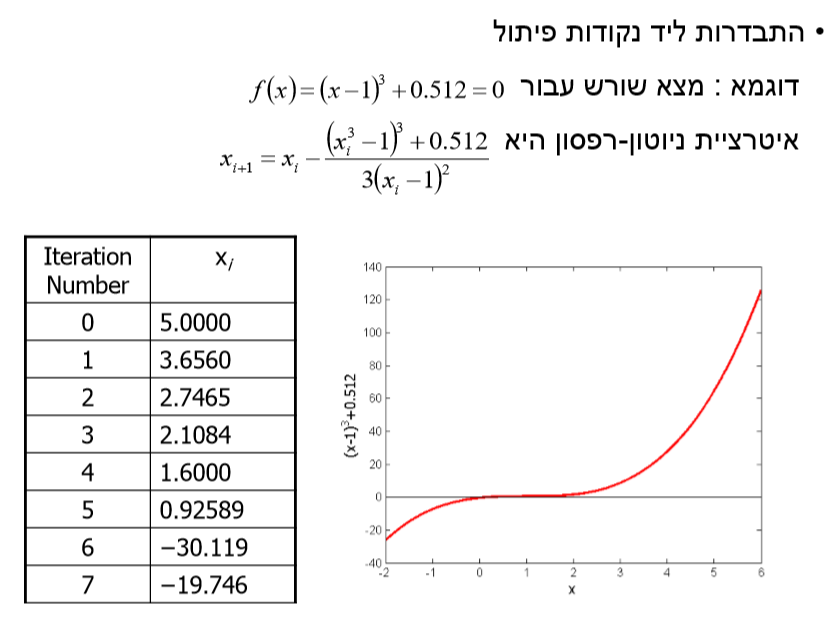 • התבדרות ליד נקודות פיתול
דוגמא : מצא שורש עבור f(x)=(x−1)³+0.512=0
איטרציית ניוטון-רפסון היא x_{i+1} = x_i − ((x_i³ −1)³ +0.512)/(3(x_i −1)²)
Iteration Number x_i
0 5.0000
1 3.6560
2 2.7465
3 2.1084
4 1.6000
5 0.92589
6 −30.119
7 −19.746
140
120
100
80
60
40
20
0
-20
-40
(x-1)³+0.512
-2 -1 0 1 2 3 4 5 6
x